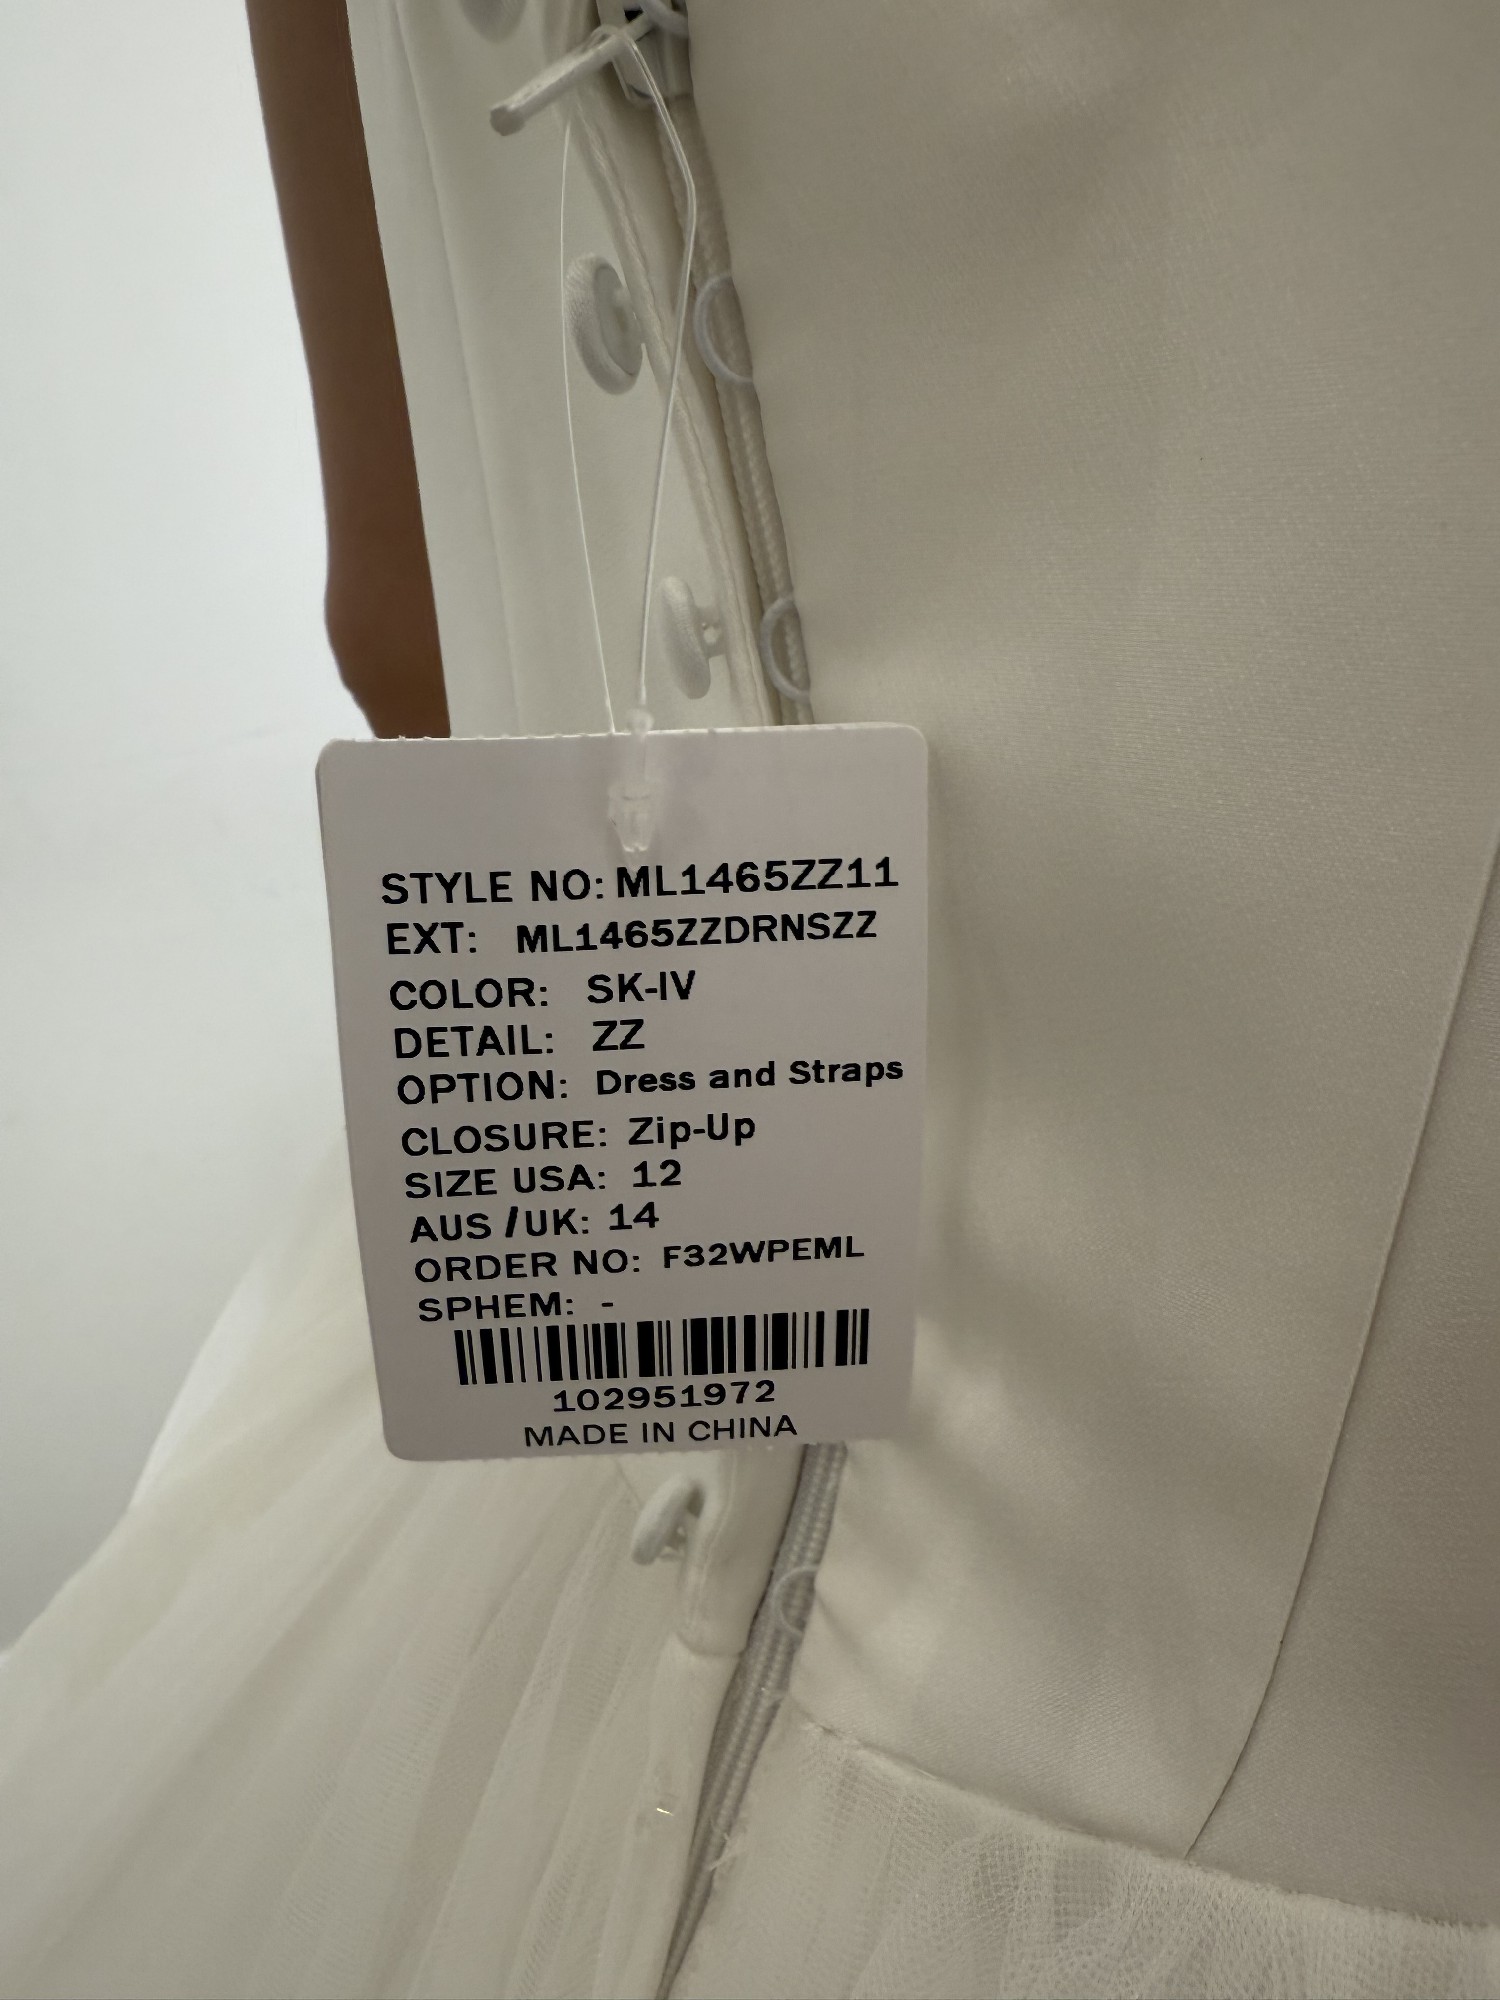 STYLE NO: ML1465ZZ11
EXT: ML1465ZZDRNSZZ
COLOR: SK-IV
DETAIL: ZZ
OPTION: Dress and Straps
CLOSURE: Zip-Up
SIZE USA: 12
AUS /UK: 14
ORDER NO: F32WPEML
SPHEM: -
102951972
MADE IN CHINA